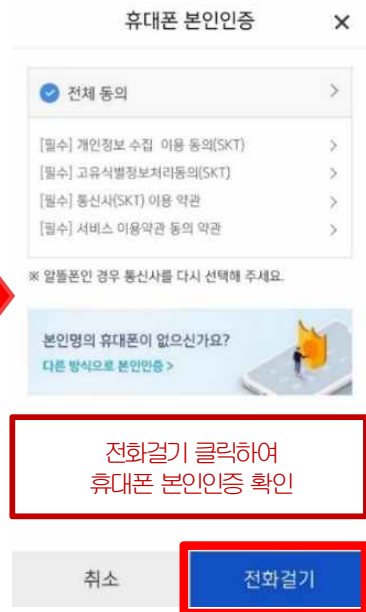 휴대폰 본인인증 ×
전체 동의 >
[필수] 개인정보 수집 이용 동의(SKT) >
[필수] 고유식별정보처리동의(SKT) >
[필수] 통신사(SKT) 이용 약관 >
[필수] 서비스 이용약관 동의 약관 >
※ 알뜰폰인 경우 통신사를 다시 선택해 주세요.
본인명의 휴대폰이 없으신가요?
다른 방식으로 본인인증 >
전화걸기 클릭하여
휴대폰 본인인증 확인
취소 전화걸기